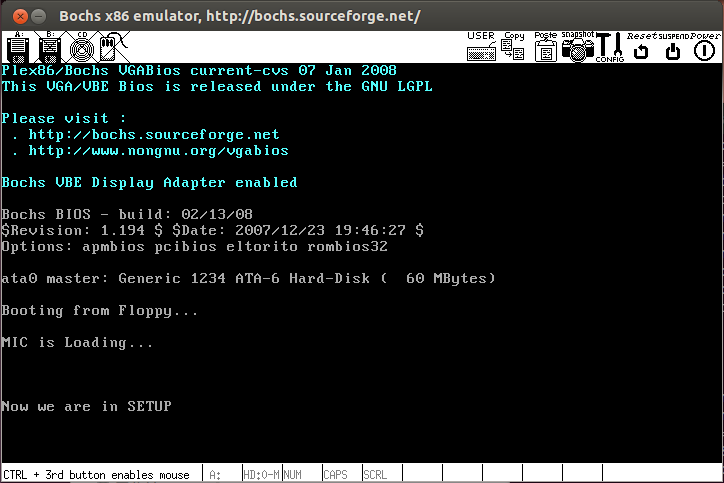 Bochs x86 emulator, http://bochs.sourceforge.net/
A: B: CD USER Copy Paste snapshot CONFIG Reset SUSPEND Power
Plex86/Bochs VGABios current-cvs 07 Jan 2008
This VGA/VBE Bios is released under the GNU LGPL
Please visit :
. http://bochs.sourceforge.net
. http://www.nongnu.org/vgabios
Bochs VBE Display Adapter enabled
Bochs BIOS - build: 02/13/08
$Revision: 1.194 $ $Date: 2007/12/23 19:46:27 $
Options: apmbios pcibios eltorito rombios32
ata0 master: Generic 1234 ATA-6 Hard-Disk (  60 MBytes)
Booting from Floppy...
MIC is Loading...
Now we are in SETUP
CTRL + 3rd button enables mouse A: HD:0-M NUM CAPS SCRL